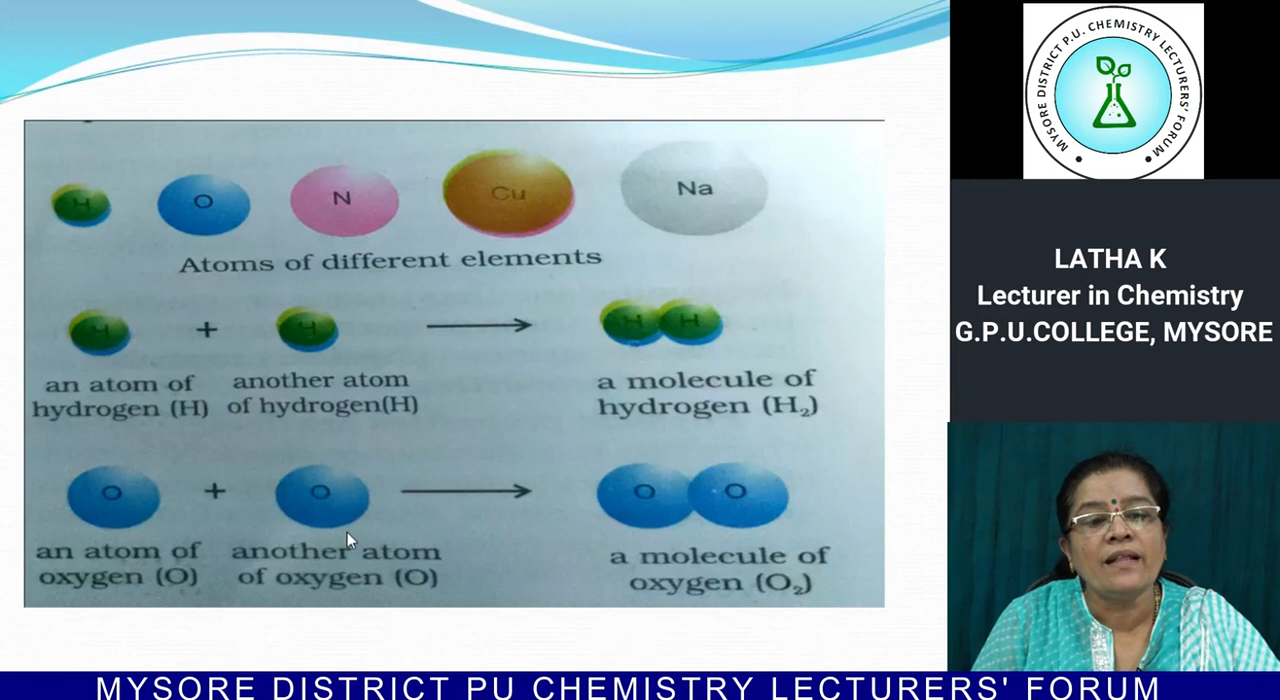 H
O
N
Cu
Na
Atoms of different elements
H
+
H
H
H
an atom of
hydrogen (H)
another atom
of hydrogen(H)
a molecule of
hydrogen (H₂)
O
+
O
O
O
an atom of
oxygen (O)
another atom
of oxygen (O)
a molecule of
oxygen (O₂)
MYSORE DISTRICT P.U. CHEMISTRY LECTURERS' FORUM
LATHA K
Lecturer in Chemistry
G.P.U.COLLEGE, MYSORE
MYSORE DISTRICT PU CHEMISTRY LECTURERS' FORUM